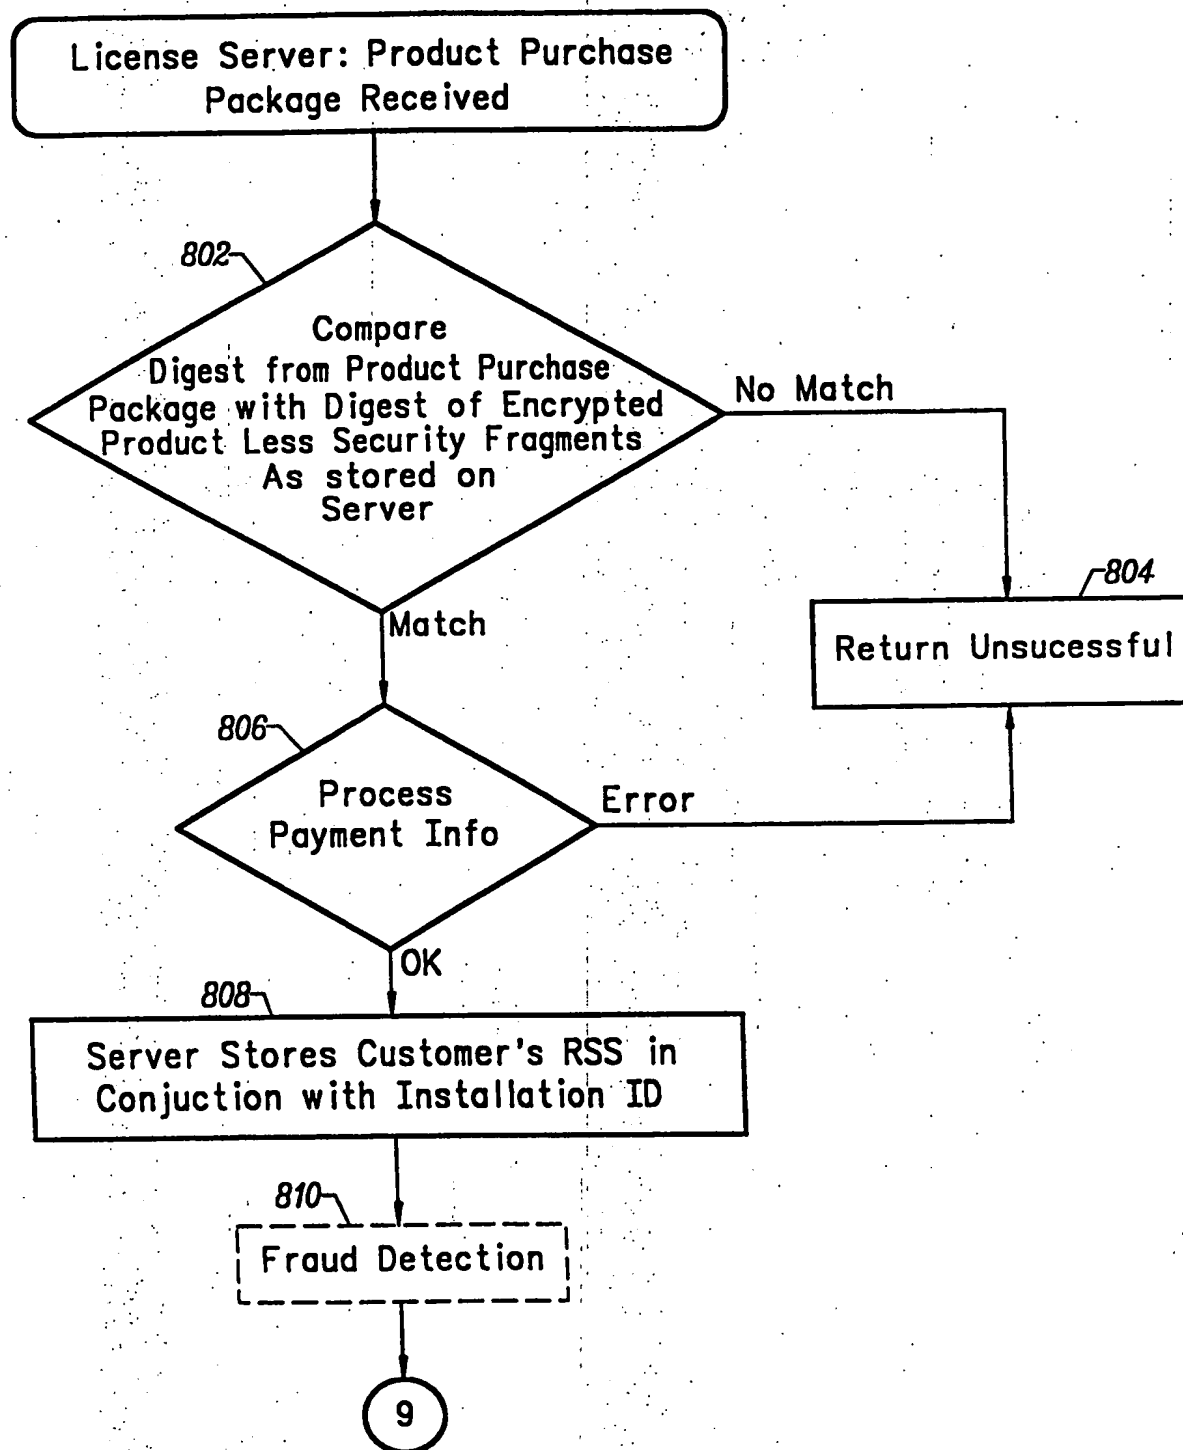 License Server: Product Purchase
Package Received
802
Compare
Digest from Product Purchase
Package with Digest of Encrypted
Product Less Security Fragments
As stored on
Server
No Match
804
Return Unsucessful
Match
806
Process
Payment Info
Error
OK
808
Server Stores Customer's RSS in
Conjuction with Installation ID
810
Fraud Detection
9